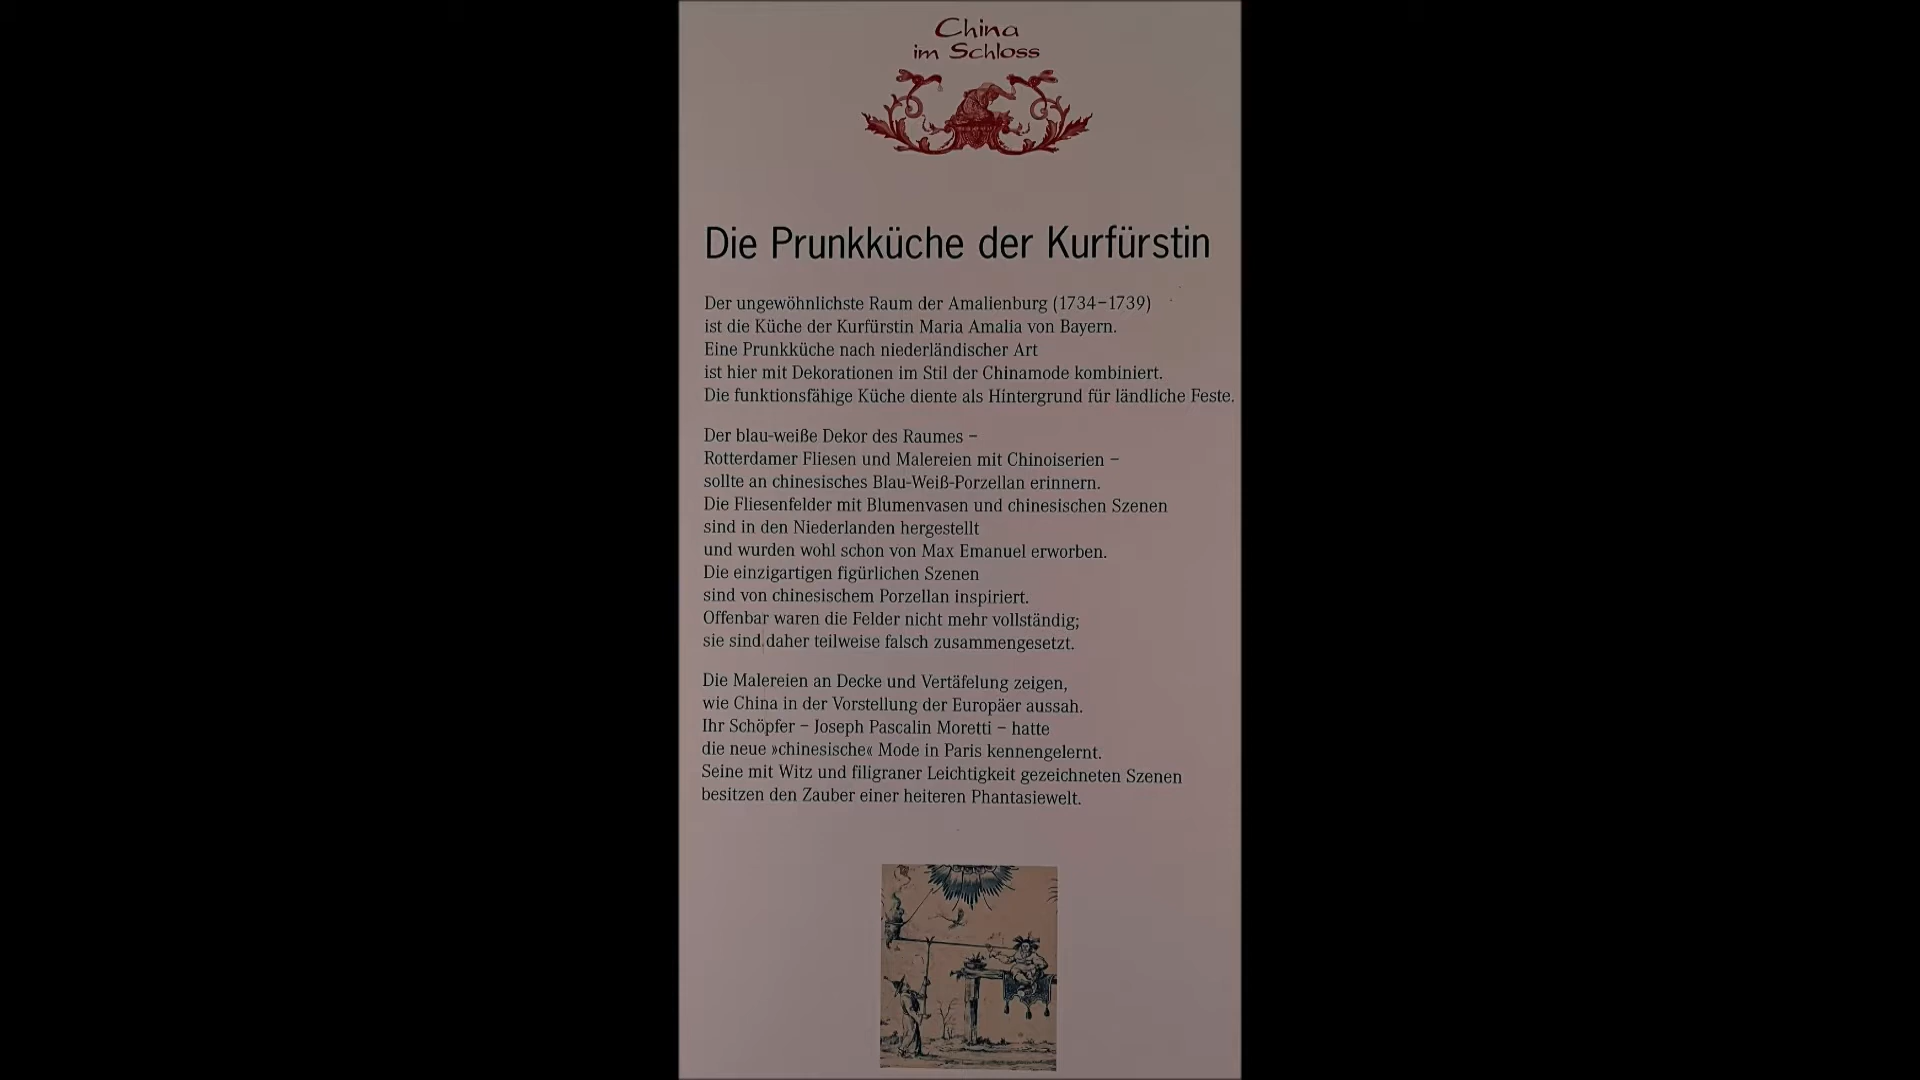 China
im Schloss
Die Prunkküche der Kurfürstin
Der ungewöhnlichste Raum der Amalienburg (1734–1739)
ist die Küche der Kurfürstin Maria Amalia von Bayern.
Eine Prunkküche nach niederländischer Art
ist hier mit Dekorationen im Stil der Chinamode kombiniert.
Die funktionsfähige Küche diente als Hintergrund für ländliche Feste.
Der blau-weiße Dekor des Raumes –
Rotterdamer Fliesen und Malereien mit Chinoiserien –
sollte an chinesisches Blau-Weiß-Porzellan erinnern.
Die Fliesenfelder mit Blumenvasen und chinesischen Szenen
sind in den Niederlanden hergestellt
und wurden wohl schon von Max Emanuel erworben.
Die einzigartigen figürlichen Szenen
sind von chinesischem Porzellan inspiriert.
Offenbar waren die Felder nicht mehr vollständig;
sie sind daher teilweise falsch zusammengesetzt.
Die Malereien an Decke und Vertäfelung zeigen,
wie China in der Vorstellung der Europäer aussah.
Ihr Schöpfer – Joseph Pascalin Moretti – hatte
die neue »chinesische« Mode in Paris kennengelernt.
Seine mit Witz und filigraner Leichtigkeit gezeichneten Szenen
besitzen den Zauber einer heiteren Phantasiewelt.